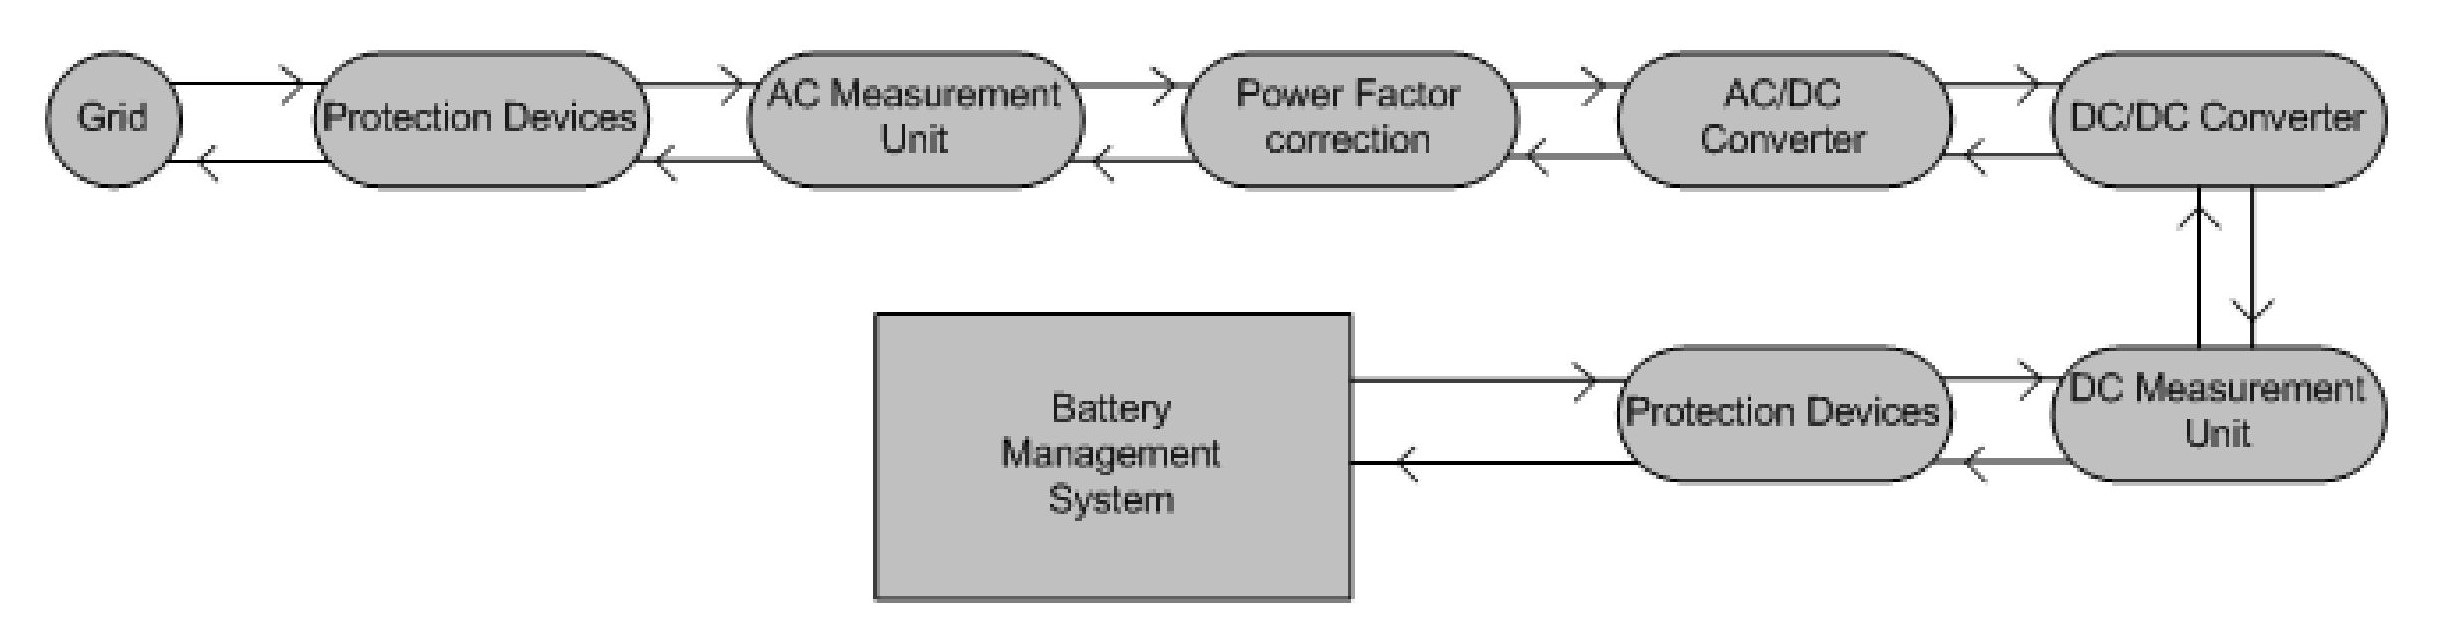 Grid
Protection Devices
AC Measurement
Unit
Power Factor
correction
AC/DC
Converter
DC/DC Converter
Battery
Management
System
Protection Devices
DC Measurement
Unit